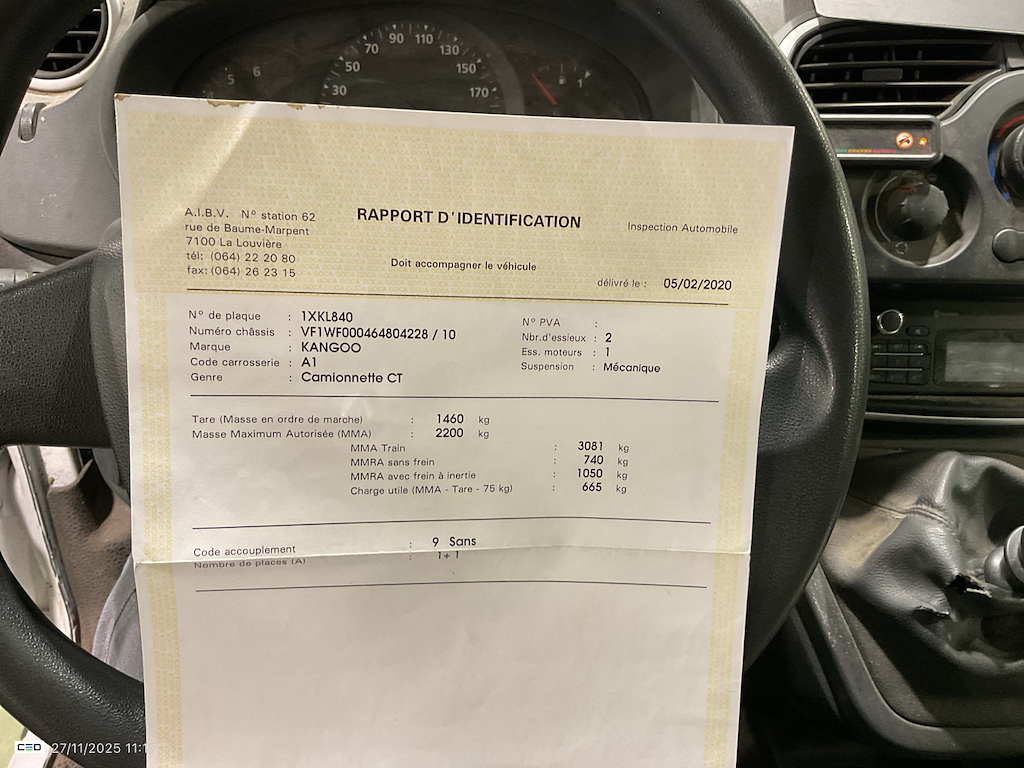 5 6
30 50 70 90 110 130 150 170
1
A.I.B.V. N° station 62
rue de Baume-Marpent
7100 La Louvière
tél: (064) 22 20 80
fax: (064) 26 23 15
RAPPORT D'IDENTIFICATION
Doit accompagner le véhicule
Inspection Automobile
délivré le : 05/02/2020
N° de plaque : 1XKL840
Numéro châssis : VF1WF000464804228 / 10
Marque : KANGOO
Code carrosserie : A1
Genre : Camionnette CT
N° PVA :
Nbr.d'essieux : 2
Ess. moteurs : 1
Suspension : Mécanique
Tare (Masse en ordre de marche) : 1460 kg
Masse Maximum Autorisée (MMA) : 2200 kg
MMA Train : 3081 kg
MMRA sans frein : 740 kg
MMRA avec frein à inertie : 1050 kg
Charge utile (MMA - Tare - 75 kg) : 665 kg
Code accouplement : 9 Sans
Nombre de places (A) : 1+1
CEO 27/11/2025